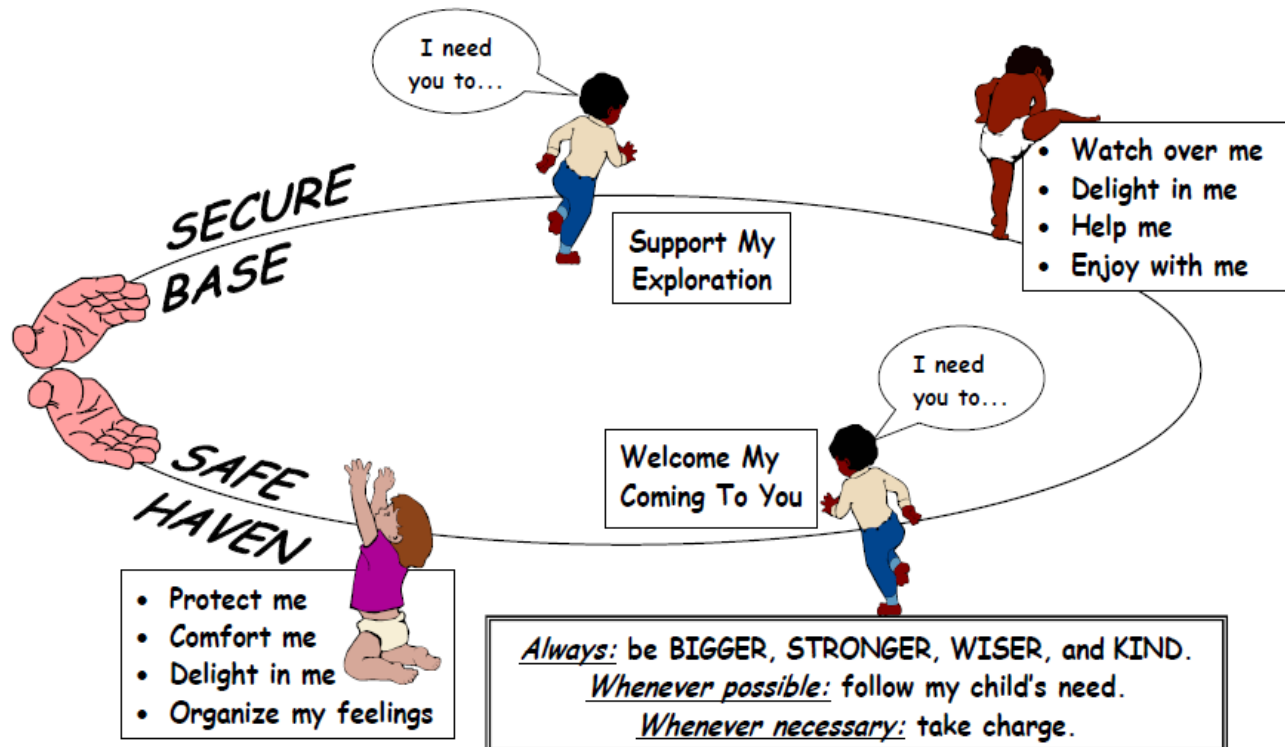 I need
you to...
SECURE
BASE
Support My
Exploration
• Watch over me
• Delight in me
• Help me
• Enjoy with me
I need
you to...
Welcome My
Coming To You
SAFE
HAVEN
• Protect me
• Comfort me
• Delight in me
• Organize my feelings
Always: be BIGGER, STRONGER, WISER, and KIND.
Whenever possible: follow my child's need.
Whenever necessary: take charge.